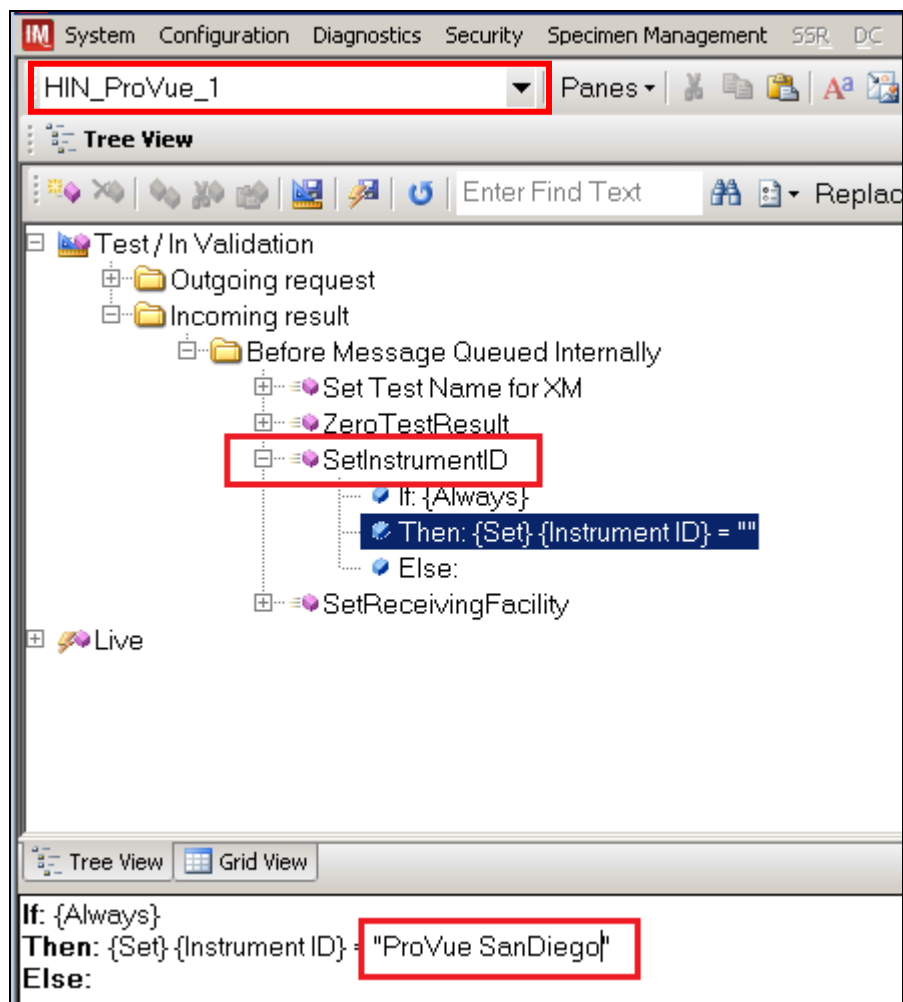 IM System Configuration Diagnostics Security Specimen Management SSR DC
HIN_ProVue_1 Panes Aa
Tree View
Enter Find Text Replac
Test / In Validation
Outgoing request
Incoming result
Before Message Queued Internally
Set Test Name for XM
ZeroTestResult
SetInstrumentID
If: {Always}
Then: {Set} {Instrument ID} = ""
Else:
SetReceivingFacility
Live
Tree View Grid View
If: {Always}
Then: {Set} {Instrument ID} = "ProVue SanDiego"
Else: